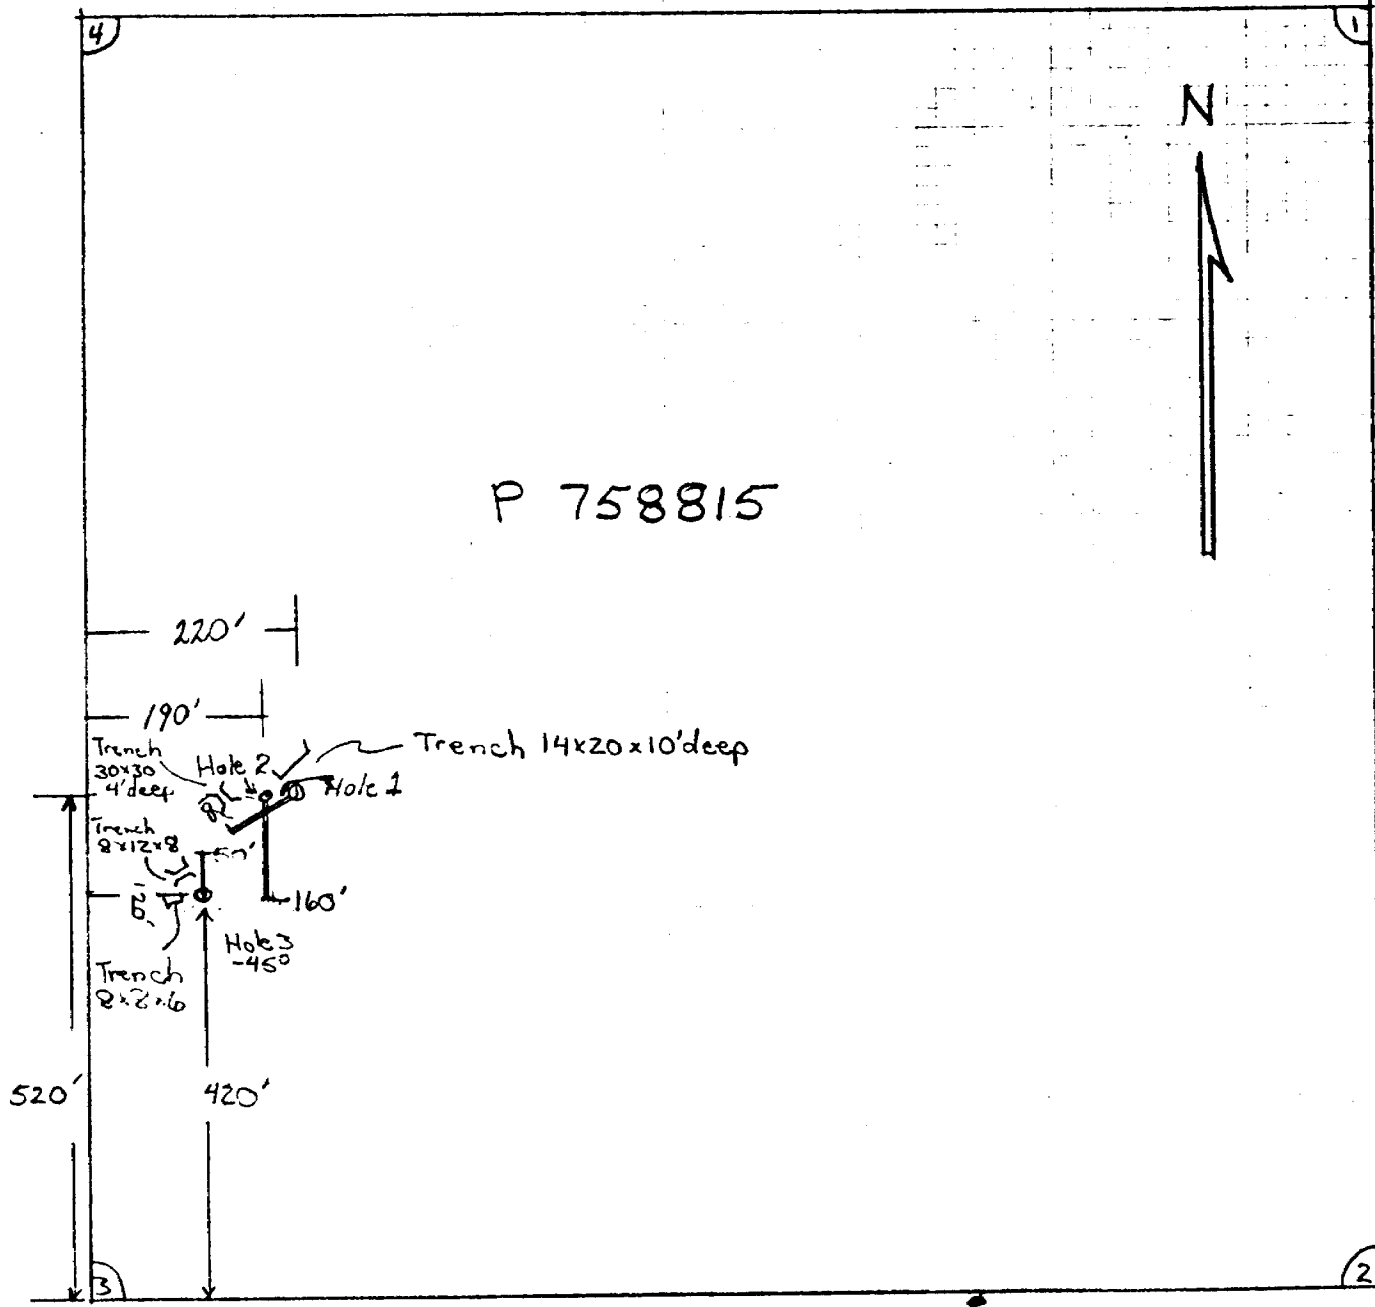 4
1
N
P 758815
220'
190'
Trench 14x20x10'deep
Trench
30x30
4'deep
Hole 2
Hole 1
Trench
8x12x8
50'
160'
Hole 3
-45°
Trench
520'
420'
3
2